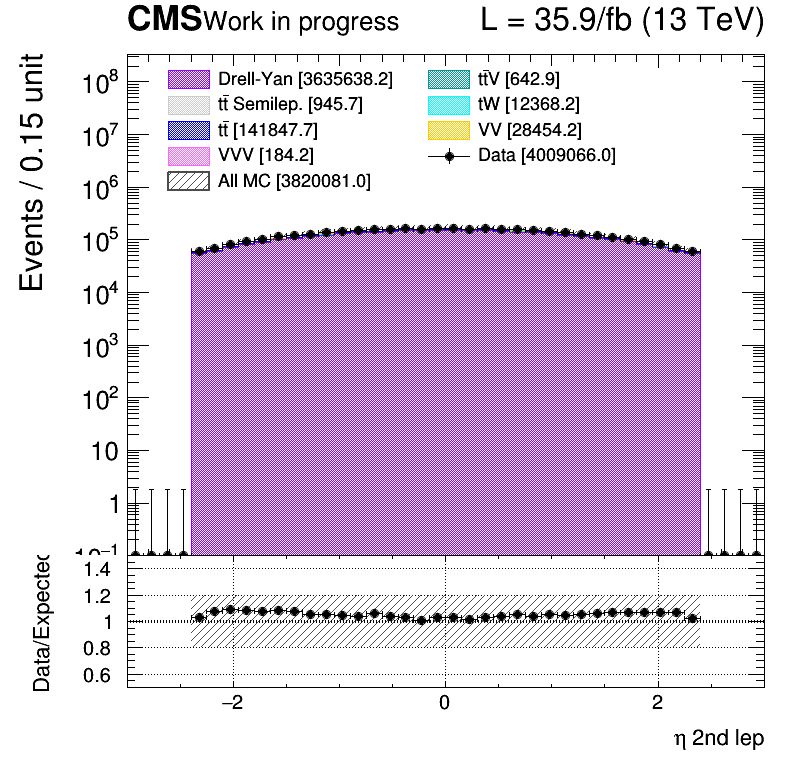 CMS Work in progress L = 35.9/fb (13 TeV)
Drell-Yan [3635638.2] tt̄V [642.9]
tt̄ Semilep. [945.7] tW [12368.2]
tt̄ [141847.7] VV [28454.2]
VVV [184.2] Data [4009066.0]
All MC [3820081.0]
Events / 0.15 unit
10⁸
10⁷
10⁶
10⁵
10⁴
10³
10²
10
1
10⁻¹
Data/Expected
1.4
1.2
1
0.8
0.6
−2 0 2
η 2nd lep